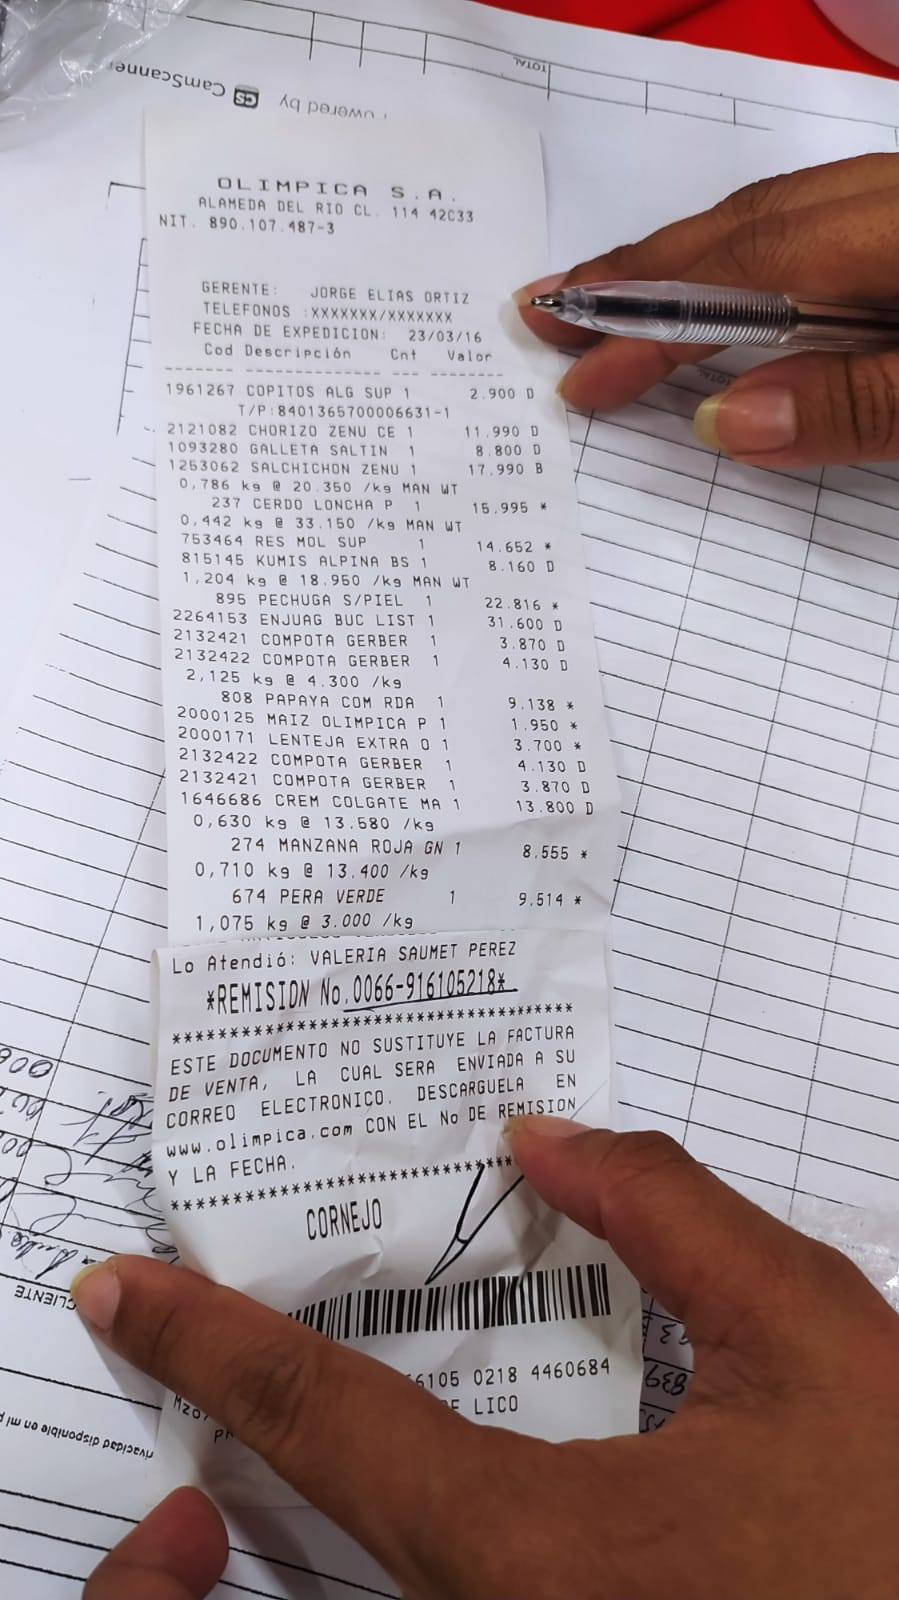 Powered by CS CamScanner
TOTAL
OLIMPICA S.A.
ALAMEDA DEL RIO CL. 114 42C33
NIT. 890.107.487-3
GERENTE: JORGE ELIAS ORTIZ
TELEFONOS :XXXXXXX/XXXXXXX
FECHA DE EXPEDICION: 23/03/16
Cod Descripción Cnt Valor
------- -------------- --- --------
1961267 COPITOS ALG SUP 1 2.900 D
T/P:8401365700006631-1
2121082 CHORIZO ZENU CE 1 11.990 D
1093280 GALLETA SALTIN 1 8.800 D
1253062 SALCHICHON ZENU 1 17.990 B
0,786 kg @ 20.350 /kg MAN WT
237 CERDO LONCHA P 1 15.995 *
0,442 kg @ 33.150 /kg MAN WT
753464 RES MOL SUP 1 14.652 *
815145 KUMIS ALPINA BS 1 8.160 D
1,204 kg @ 18.950 /kg MAN WT
895 PECHUGA S/PIEL 1 22.816 *
2264153 ENJUAG BUC LIST 1 31.600 D
2132421 COMPOTA GERBER 1 3.870 D
2132422 COMPOTA GERBER 1 4.130 D
2,125 kg @ 4.300 /kg
808 PAPAYA COM RDA 1 9.138 *
2000125 MAIZ OLIMPICA P 1 1.950 *
2000171 LENTEJA EXTRA O 1 3.700 *
2132422 COMPOTA GERBER 1 4.130 D
2132421 COMPOTA GERBER 1 3.870 D
1646686 CREM COLGATE MA 1 13.800 D
0,630 kg @ 13.580 /kg
274 MANZANA ROJA GN 1 8.555 *
0,710 kg @ 13.400 /kg
674 PERA VERDE 1 9.514 *
1,075 kg @ 3.000 /kg
Lo Atendió: VALERIA SAUMET PEREZ
*REMISION No.0066-916105218*
**************************************
ESTE DOCUMENTO NO SUSTITUYE LA FACTURA
DE VENTA, LA CUAL SERA ENVIADA A SU
CORREO ELECTRONICO. DESCARGUELA EN
www.olimpica.com CON EL No DE REMISION
Y LA FECHA.
**************************************
CORNEJO
6105 0218 4460684
LICO
CLIENTE
disponible en mi